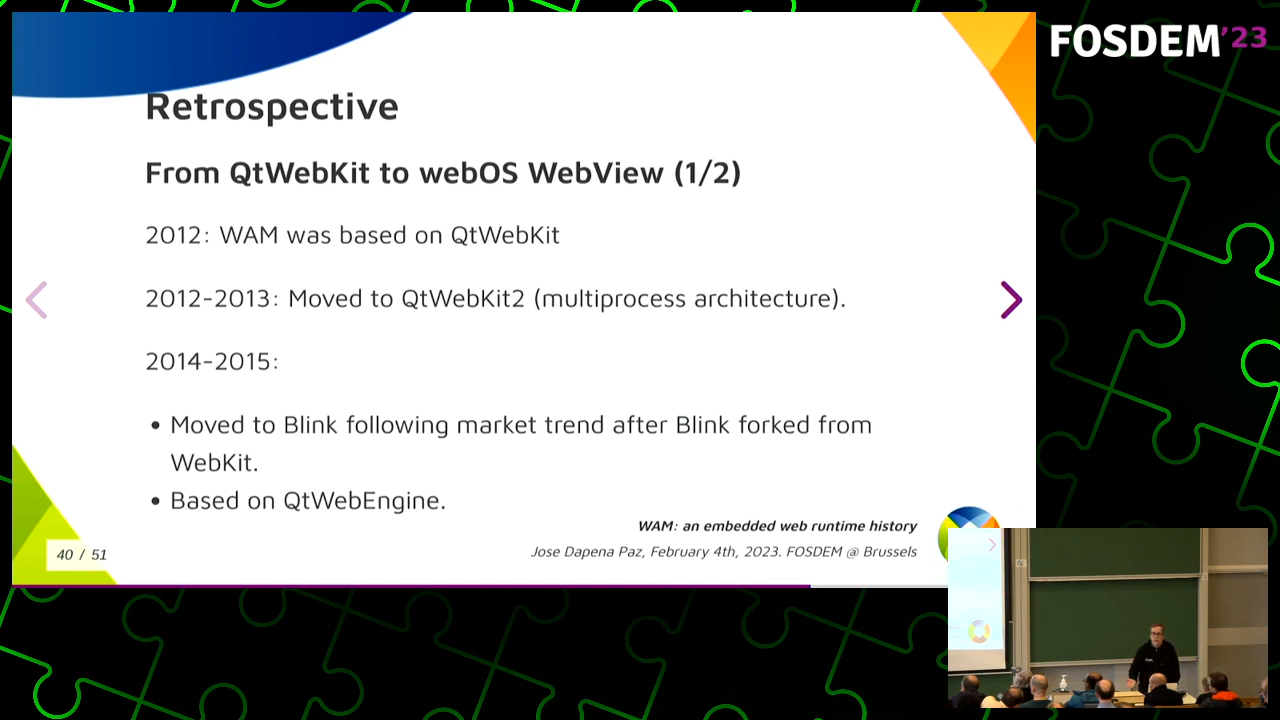 FOSDEM'23
Retrospective
From QtWebKit to webOS WebView (1/2)
2012: WAM was based on QtWebKit
2012-2013: Moved to QtWebKit2 (multiprocess architecture).
2014-2015:
• Moved to Blink following market trend after Blink forked from
WebKit.
• Based on QtWebEngine.
WAM: an embedded web runtime history
Jose Dapena Paz, February 4th, 2023. FOSDEM @ Brussels
40 / 51